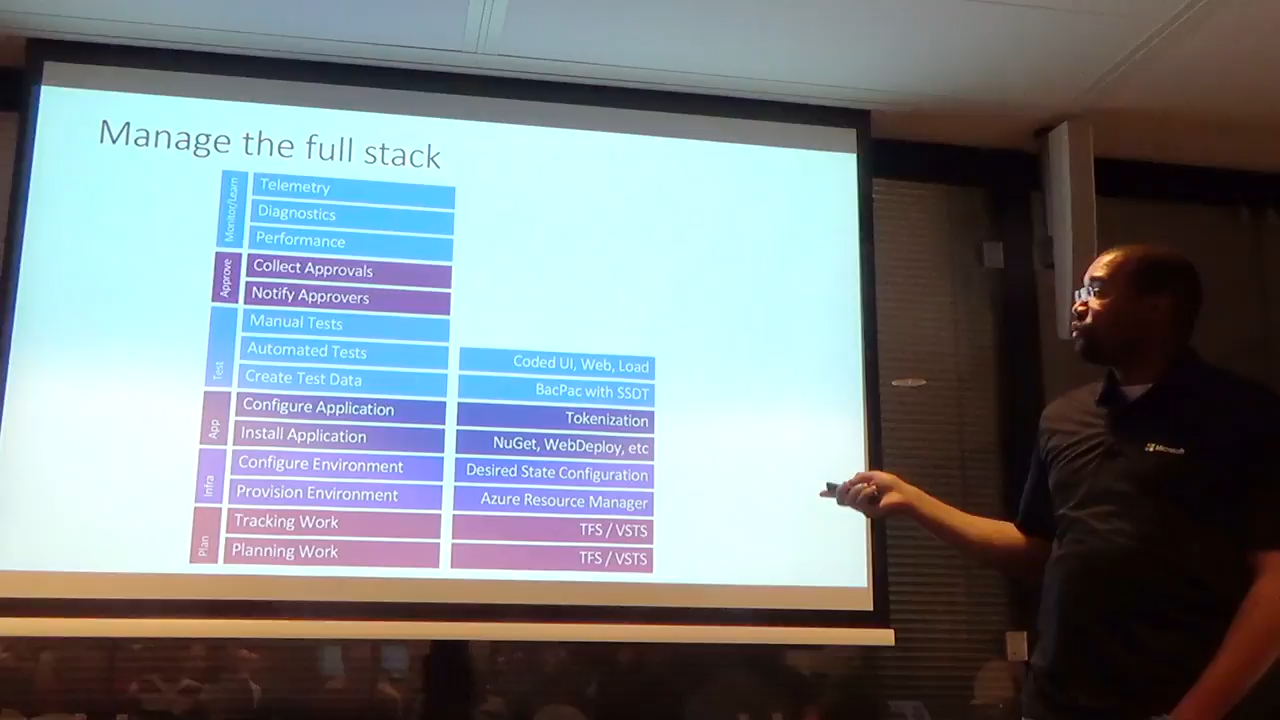 Manage the full stack
Monitor/Learn
Telemetry
Diagnostics
Performance
Approve
Collect Approvals
Notify Approvers
Test
Manual Tests
Automated Tests
Coded UI, Web, Load
Create Test Data
BacPac with SSDT
App
Configure Application
Tokenization
Install Application
NuGet, WebDeploy, etc
Infra
Configure Environment
Desired State Configuration
Provision Environment
Azure Resource Manager
Plan
Tracking Work
TFS / VSTS
Planning Work
TFS / VSTS
Microsoft